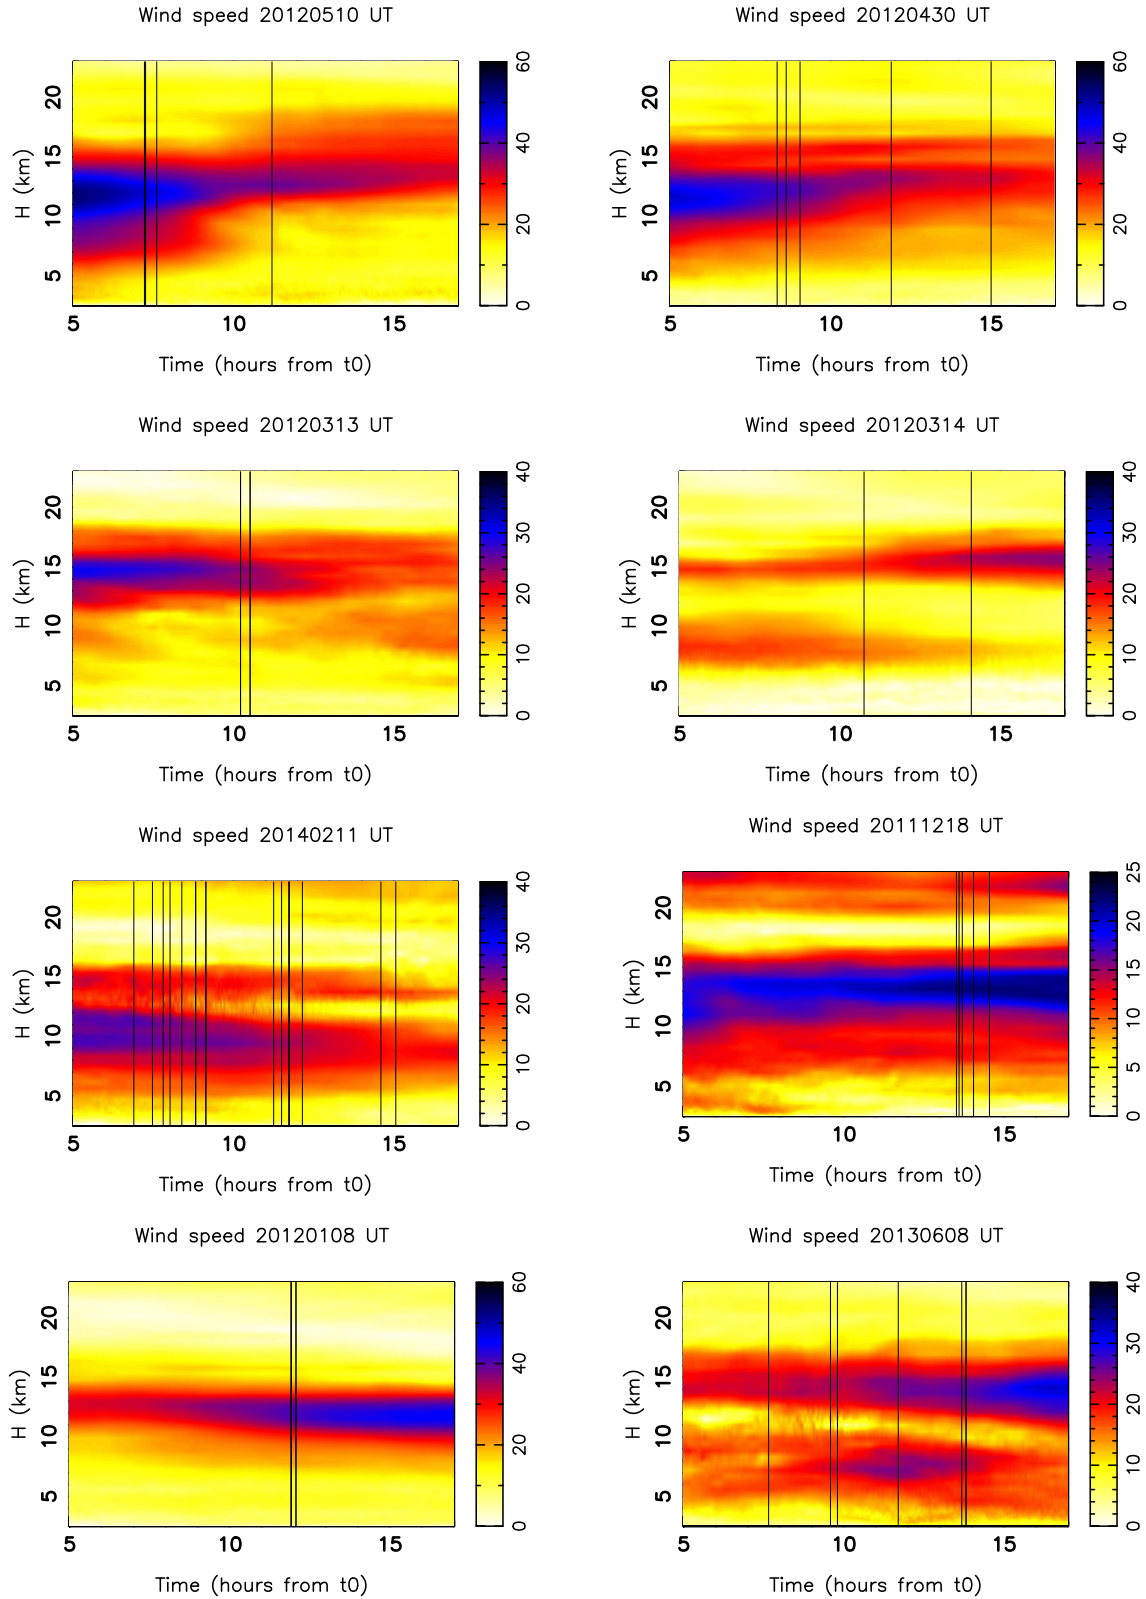 Wind speed 20120510 UT
H (km)
20
15
10
5
5 10 15
0 20 40 60
Time (hours from t0)
Wind speed 20120430 UT
H (km)
20
15
10
5
5 10 15
0 20 40 60
Time (hours from t0)
Wind speed 20120313 UT
H (km)
20
15
10
5
5 10 15
0 10 20 30 40
Time (hours from t0)
Wind speed 20120314 UT
H (km)
20
15
10
5
5 10 15
0 10 20 30 40
Time (hours from t0)
Wind speed 20140211 UT
H (km)
20
15
10
5
5 10 15
0 10 20 30 40
Time (hours from t0)
Wind speed 20111218 UT
H (km)
20
15
10
5
5 10 15
0 5 10 15 20 25
Time (hours from t0)
Wind speed 20120108 UT
H (km)
20
15
10
5
5 10 15
0 20 40 60
Time (hours from t0)
Wind speed 20130608 UT
H (km)
20
15
10
5
5 10 15
0 10 20 30 40
Time (hours from t0)